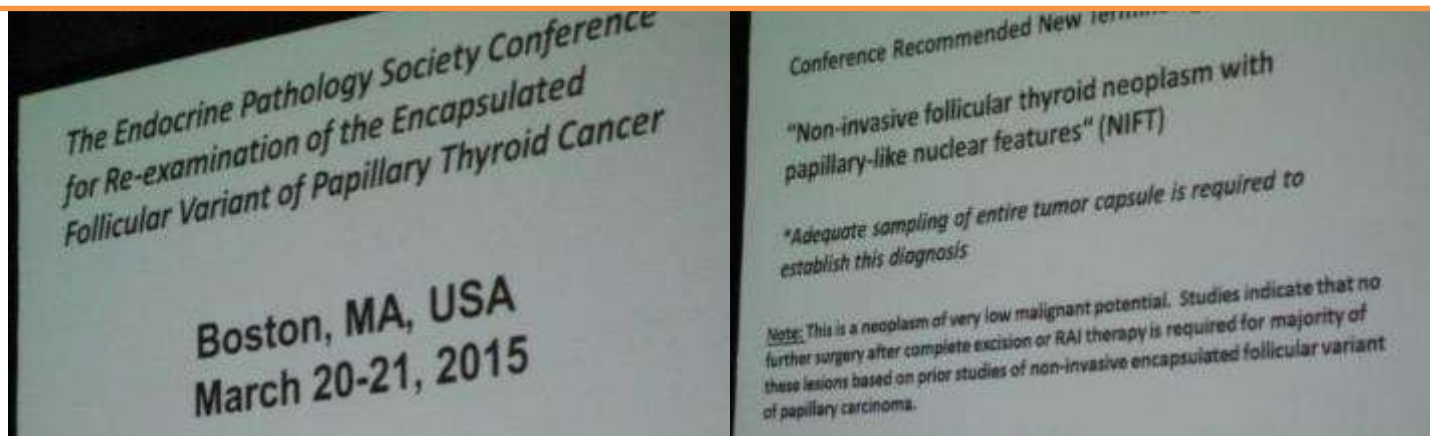 The Endocrine Pathology Society Conference
for Re-examination of the Encapsulated
Follicular Variant of Papillary Thyroid Cancer
Boston, MA, USA
March 20-21, 2015
Conference Recommended New
"Non-invasive follicular thyroid neoplasm with
papillary-like nuclear features" (NIFT)
*Adequate sampling of entire tumor capsule is required to
establish this diagnosis
Note: This is a neoplasm of very low malignant potential. Studies indicate that no
further surgery after complete excision or RAI therapy is required for majority of
these lesions based on prior studies of non-invasive encapsulated follicular variant
of papillary carcinoma.